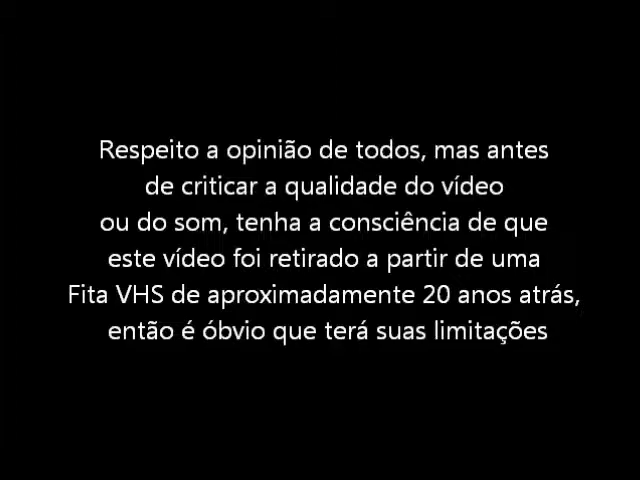 Respeito a opinião de todos, mas antes
de criticar a qualidade do vídeo
ou do som, tenha a consciência de que
este vídeo foi retirado a partir de uma
Fita VHS de aproximadamente 20 anos atrás,
então é óbvio que terá suas limitações